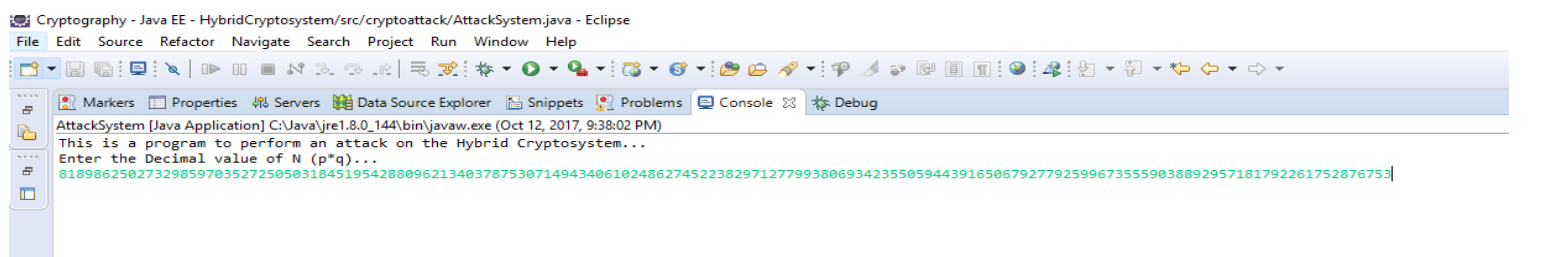 Cryptography - Java EE - HybridCryptosystem/src/cryptoattack/AttackSystem.java - Eclipse
File Edit Source Refactor Navigate Search Project Run Window Help
Markers Properties Servers Data Source Explorer Snippets Problems Console Debug
AttackSystem [Java Application] C:\Java\jre1.8.0_144\bin\javaw.exe (Oct 12, 2017, 9:38:02 PM)
This is a program to perform an attack on the Hybrid Cryptosystem...
Enter the Decimal value of N (p*q)...
818986250273298597035272505031845195428809621340378753071494340610248627452238297127799380693423550594439165067927792599673555903889295718179226175287 6753